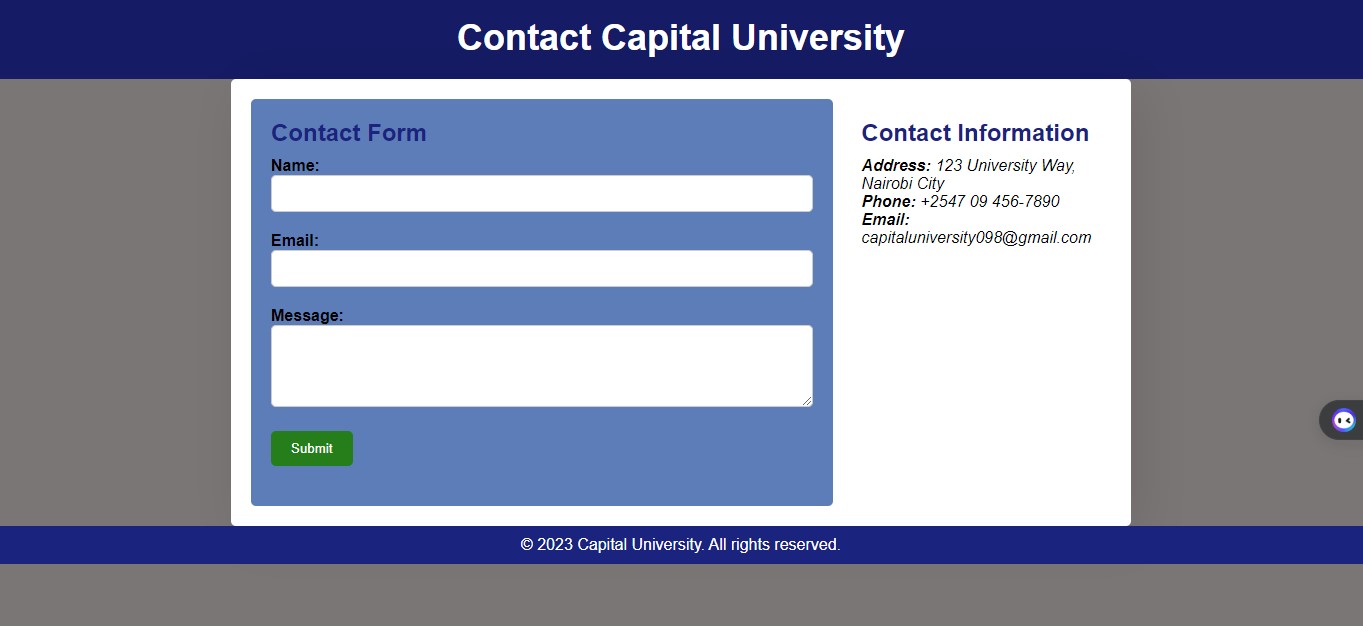 Contact Capital University
Contact Form
Name:
Email:
Message:
Submit
Contact Information
Address: 123 University Way,
Nairobi City
Phone: +2547 09 456-7890
Email:
capitaluniversity098@gmail.com
© 2023 Capital University. All rights reserved.